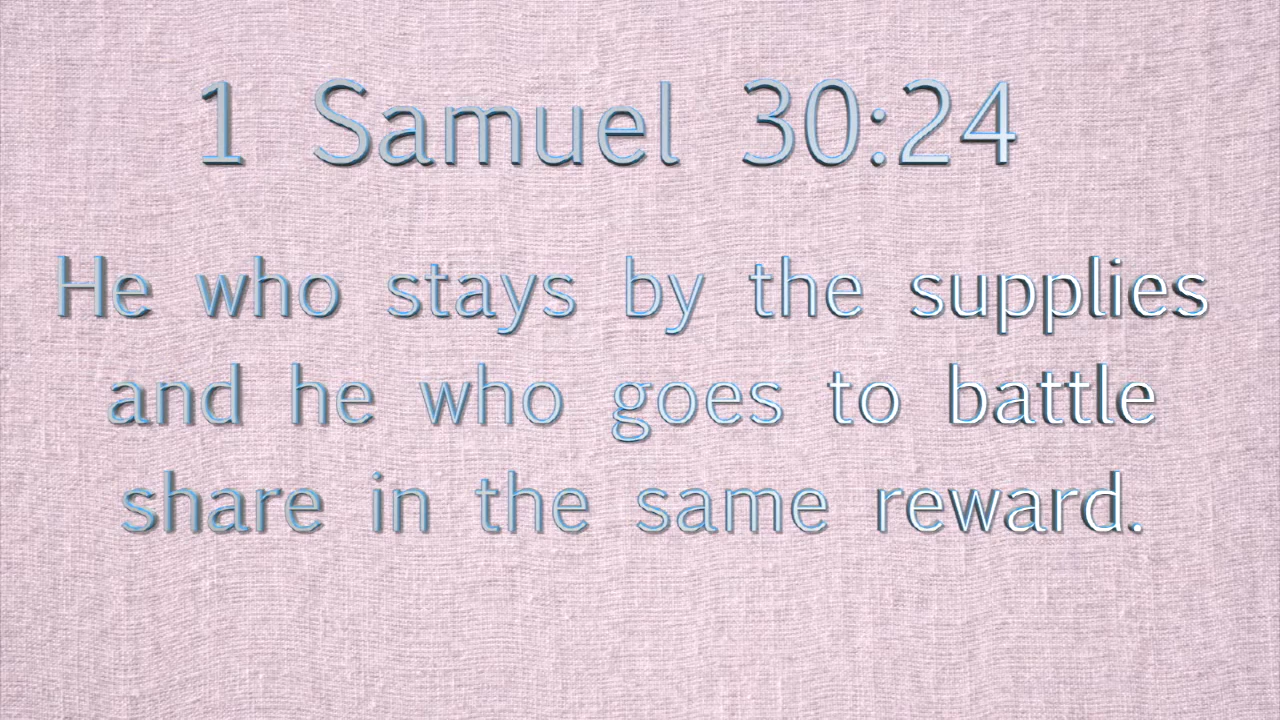 1 Samuel 30:24
He who stays by the supplies
and he who goes to battle
share in the same reward.